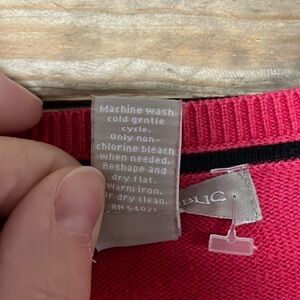 Machine wash
cold gentle
cycle.
Only non-
chlorine bleach
when needed.
Reshape and
dry flat.
Warm iron.
or dry clean.
RN 54021
BLIC